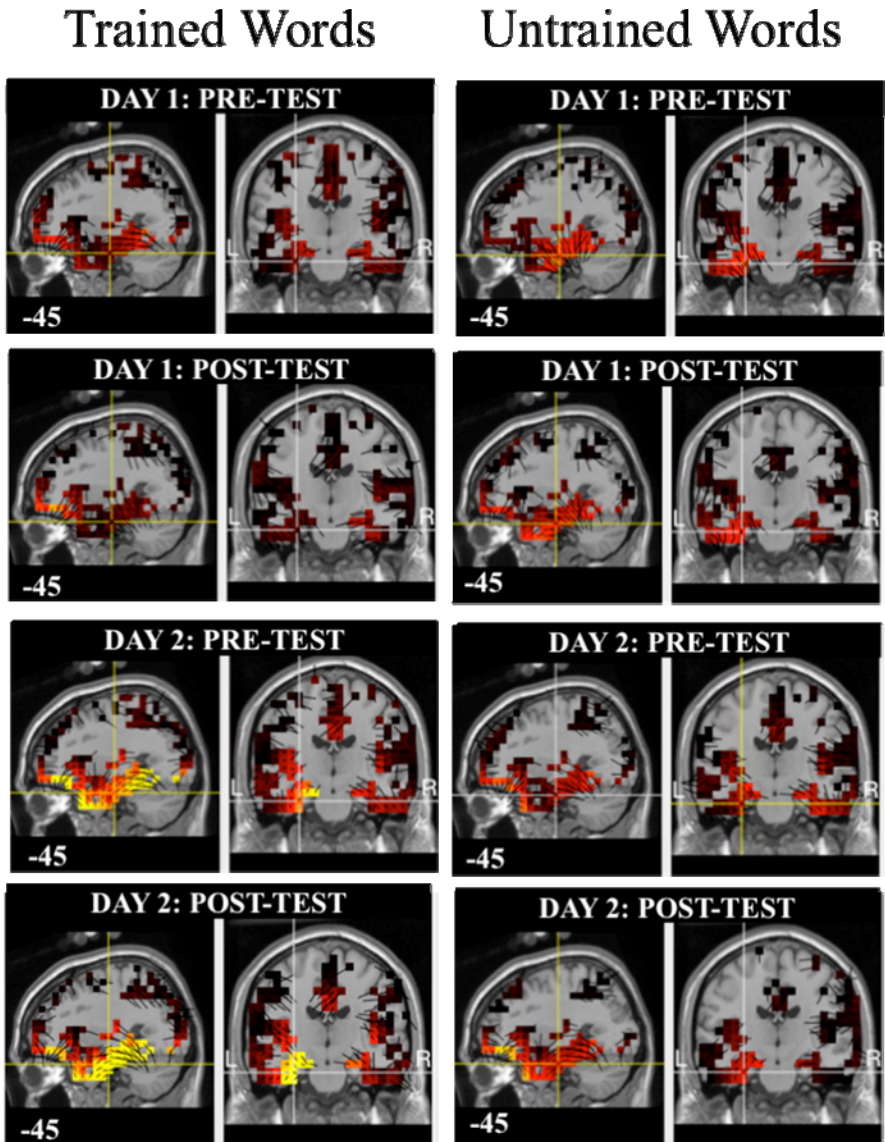 Trained Words Untrained Words
DAY 1: PRE-TEST DAY 1: PRE-TEST
L R L R
-45 -45
DAY 1: POST-TEST DAY 1: POST-TEST
L R L R
-45 -45
DAY 2: PRE-TEST DAY 2: PRE-TEST
L R L R
-45 -45
DAY 2: POST-TEST DAY 2: POST-TEST
L R L R
-45 -45